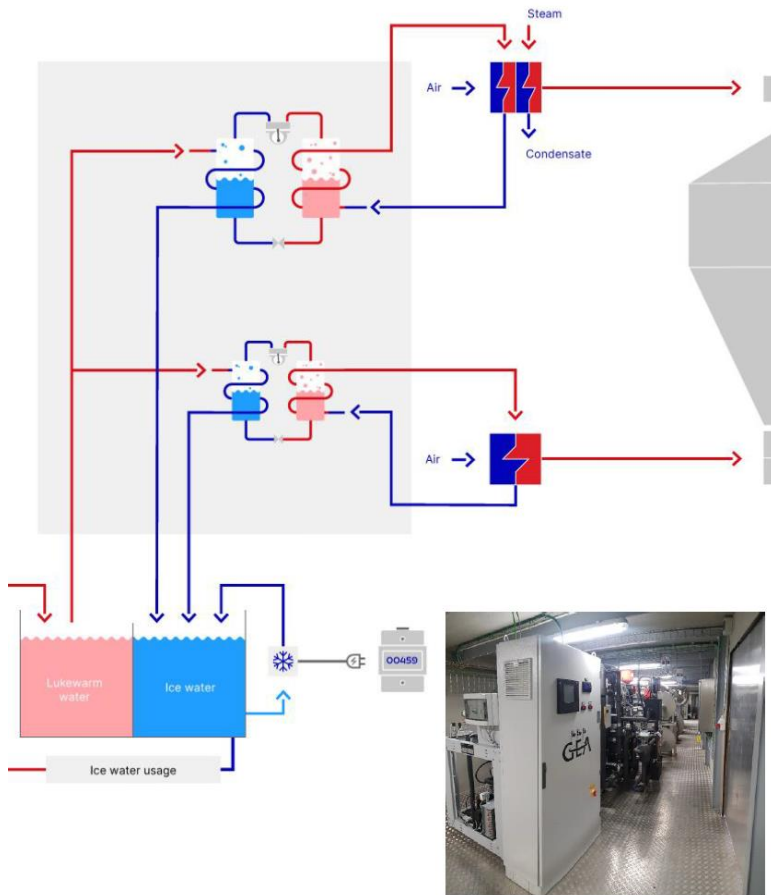 Steam
Air
Condensate
Air
Lukewarm
water
Ice water
00459
Ice water usage
GEA